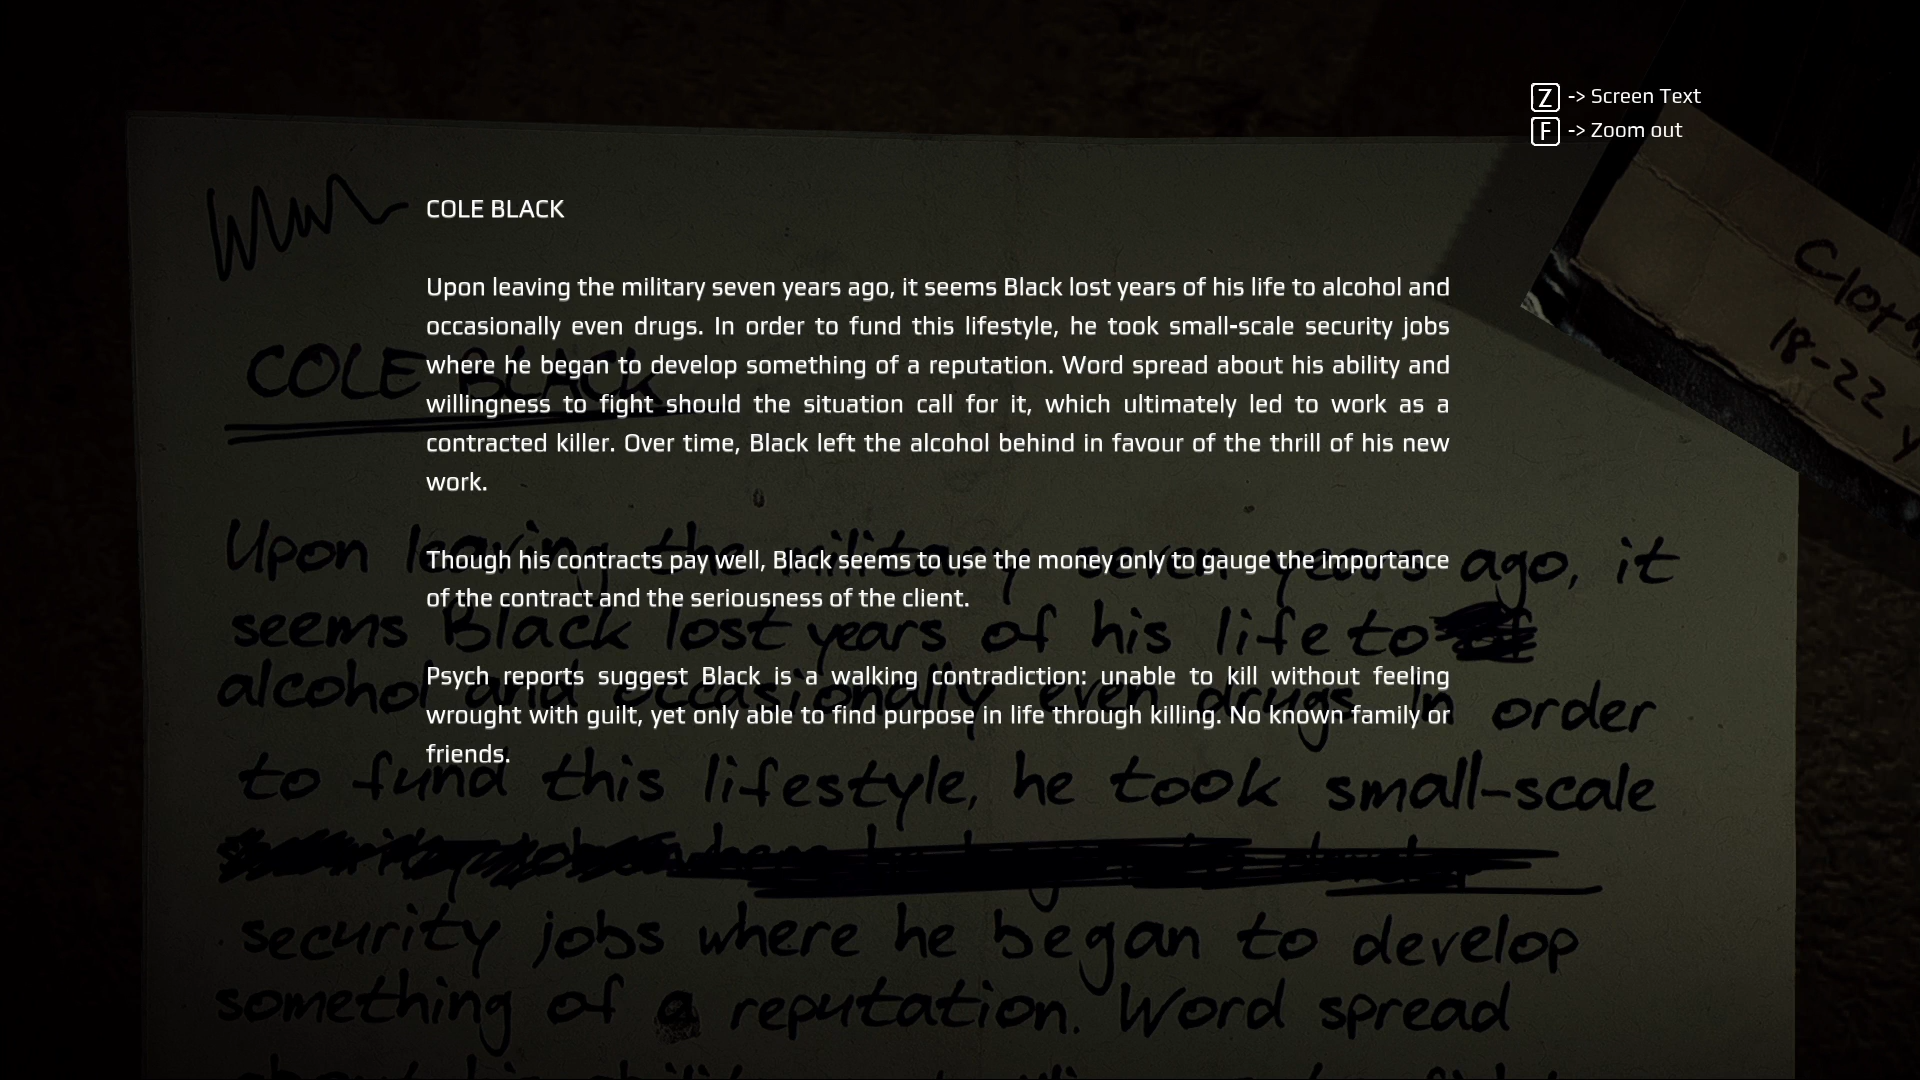 Z -> Screen Text
F -> Zoom out
COLE BLACK
Upon leaving the military seven years ago, it seems Black lost years of his life to alcohol and
occasionally even drugs. In order to fund this lifestyle, he took small-scale security jobs
where he began to develop something of a reputation. Word spread about his ability and
willingness to fight should the situation call for it, which ultimately led to work as a
contracted killer. Over time, Black left the alcohol behind in favour of the thrill of his new
work.
Though his contracts pay well, Black seems to use the money only to gauge the importance
of the contract and the seriousness of the client.
Psych reports suggest Black is a walking contradiction: unable to kill without feeling
wrought with guilt, yet only able to find purpose in life through killing. No known family or
friends.
COLE BLACK
Upon leaving the military seven years ago, it
seems Black lost years of his life to
alcohol and occasionally even drugs. In order
to fund this lifestyle, he took small-scale
security jobs where he began to develop
something of a reputation. Word spread
18-22